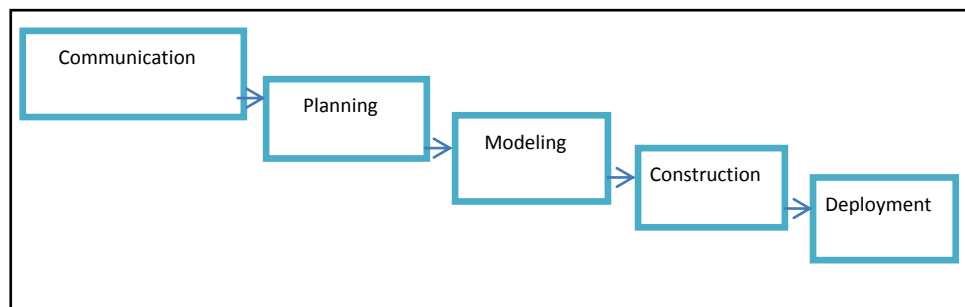 Communication
Planning
Modeling
Construction
Deployment